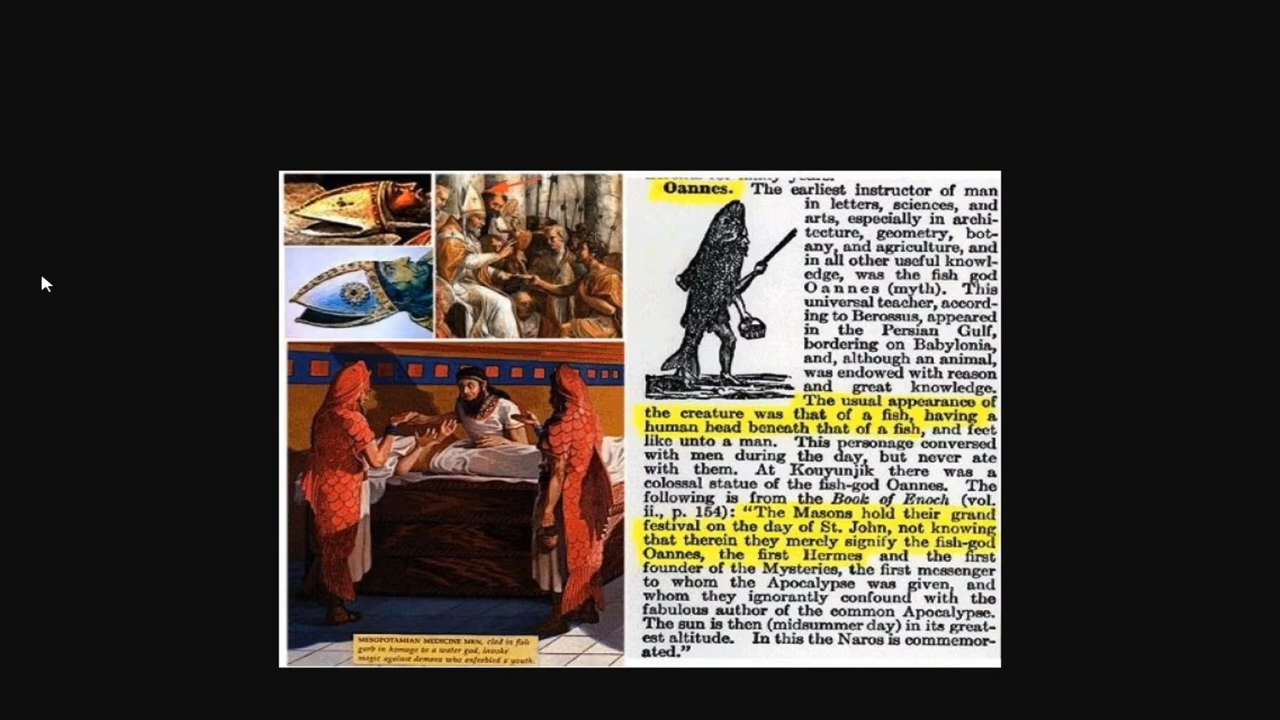 MESOPOTAMIAN MEDICINE MEN, clad in fish
garb in homage to a water god, invoke
magic against demons who enfeebled a youth.
Oannes. The earliest instructor of man
in letters, sciences, and
arts, especially in archi-
tecture, geometry, bot-
any, and agriculture, and
in all other useful knowl-
edge, was the fish god
Oannes (myth). This
universal teacher, accord-
ing to Berossus, appeared
in the Persian Gulf,
bordering on Babylonia,
and, although an animal,
was endowed with reason
and great knowledge.
The usual appearance of
the creature was that of a fish, having a
human head beneath that of a fish, and feet
like unto a man. This personage conversed
with men during the day, but never ate
with them. At Kouyunjik there was a
colossal statue of the fish-god Oannes. The
following is from the Book of Enoch (vol.
ii., p. 154): "The Masons hold their grand
festival on the day of St. John, not knowing
that therein they merely signify the fish-god
Oannes, the first Hermes and the first
founder of the Mysteries, the first messenger
to whom the Apocalypse was given, and
whom they ignorantly confound with the
fabulous author of the common Apocalypse.
The sun is then (midsummer day) in its great-
est altitude. In this the Naros is commemor-
ated."